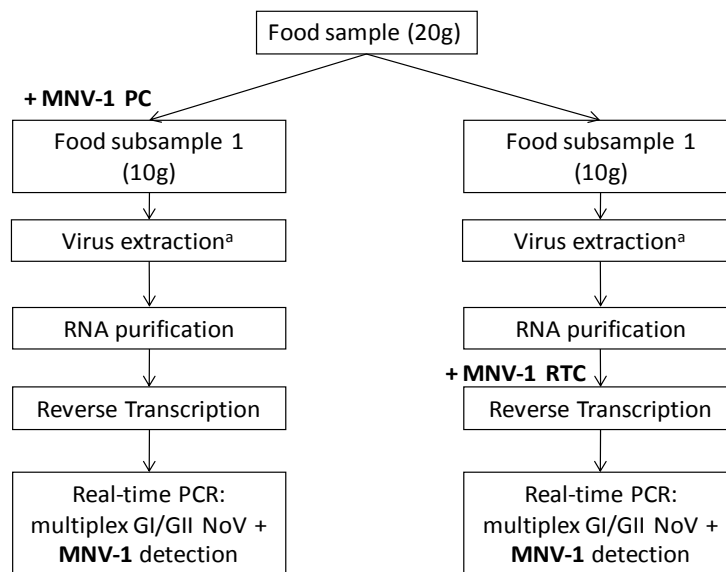 Food sample (20g)
+ MNV-1 PC
Food subsample 1
(10g)
Food subsample 1
(10g)
Virus extractionᵃ
Virus extractionᵃ
RNA purification
RNA purification
+ MNV-1 RTC
Reverse Transcription
Reverse Transcription
Real-time PCR:
multiplex GI/GII NoV +
MNV-1 detection
Real-time PCR:
multiplex GI/GII NoV +
MNV-1 detection